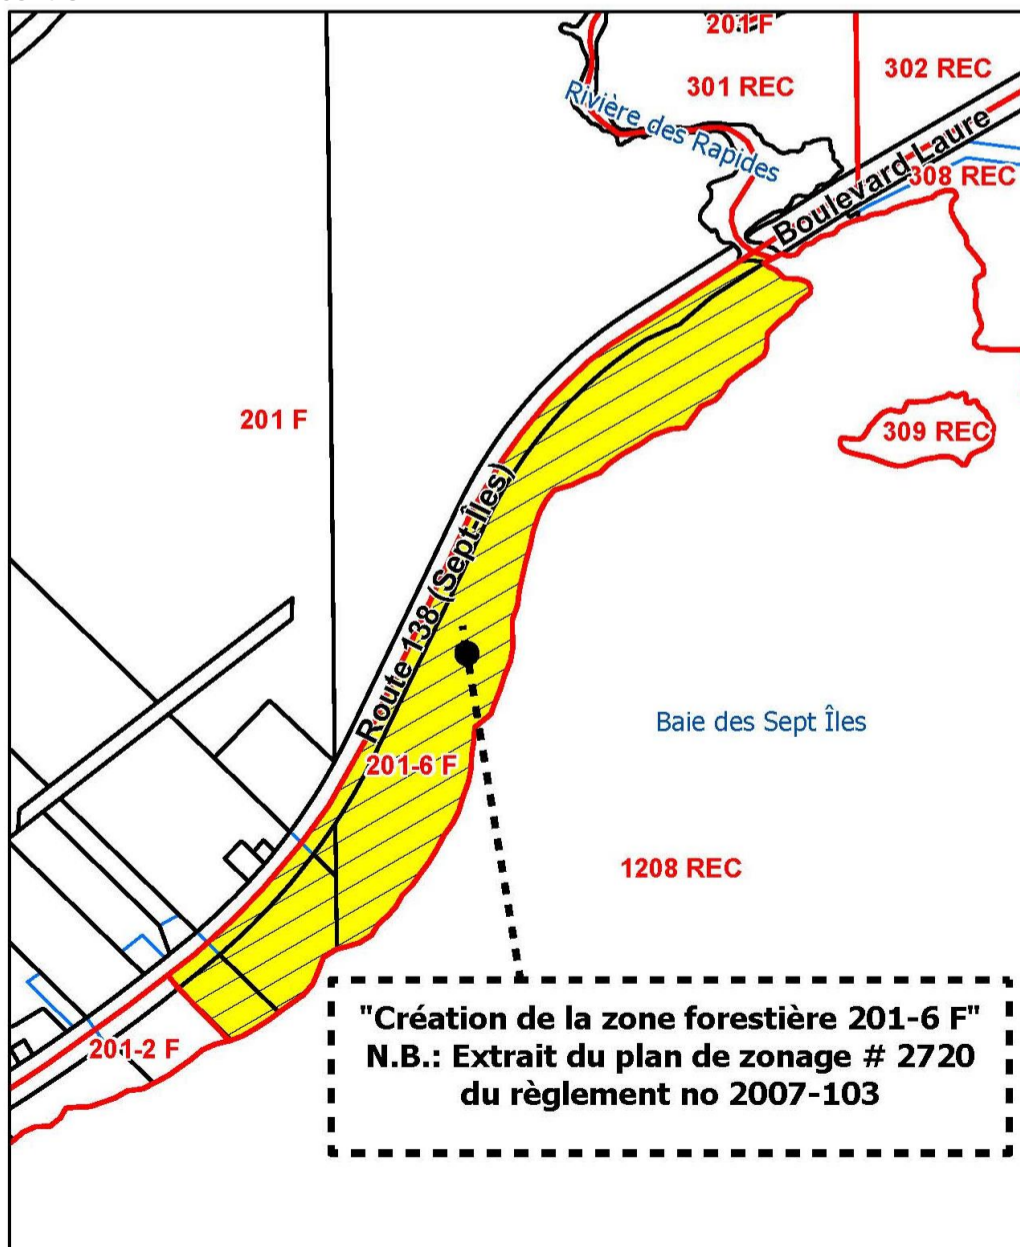 201 F
302 REC
301 REC
Rivière des Rapides
Boulevard Laure
308 REC
201 F
309 REC
Route 138 (Sept-Îles)
Baie des Sept Îles
201-6 F
1208 REC
"Création de la zone forestière 201-6 F"
N.B.: Extrait du plan de zonage # 2720
du règlement no 2007-103
201-2 F